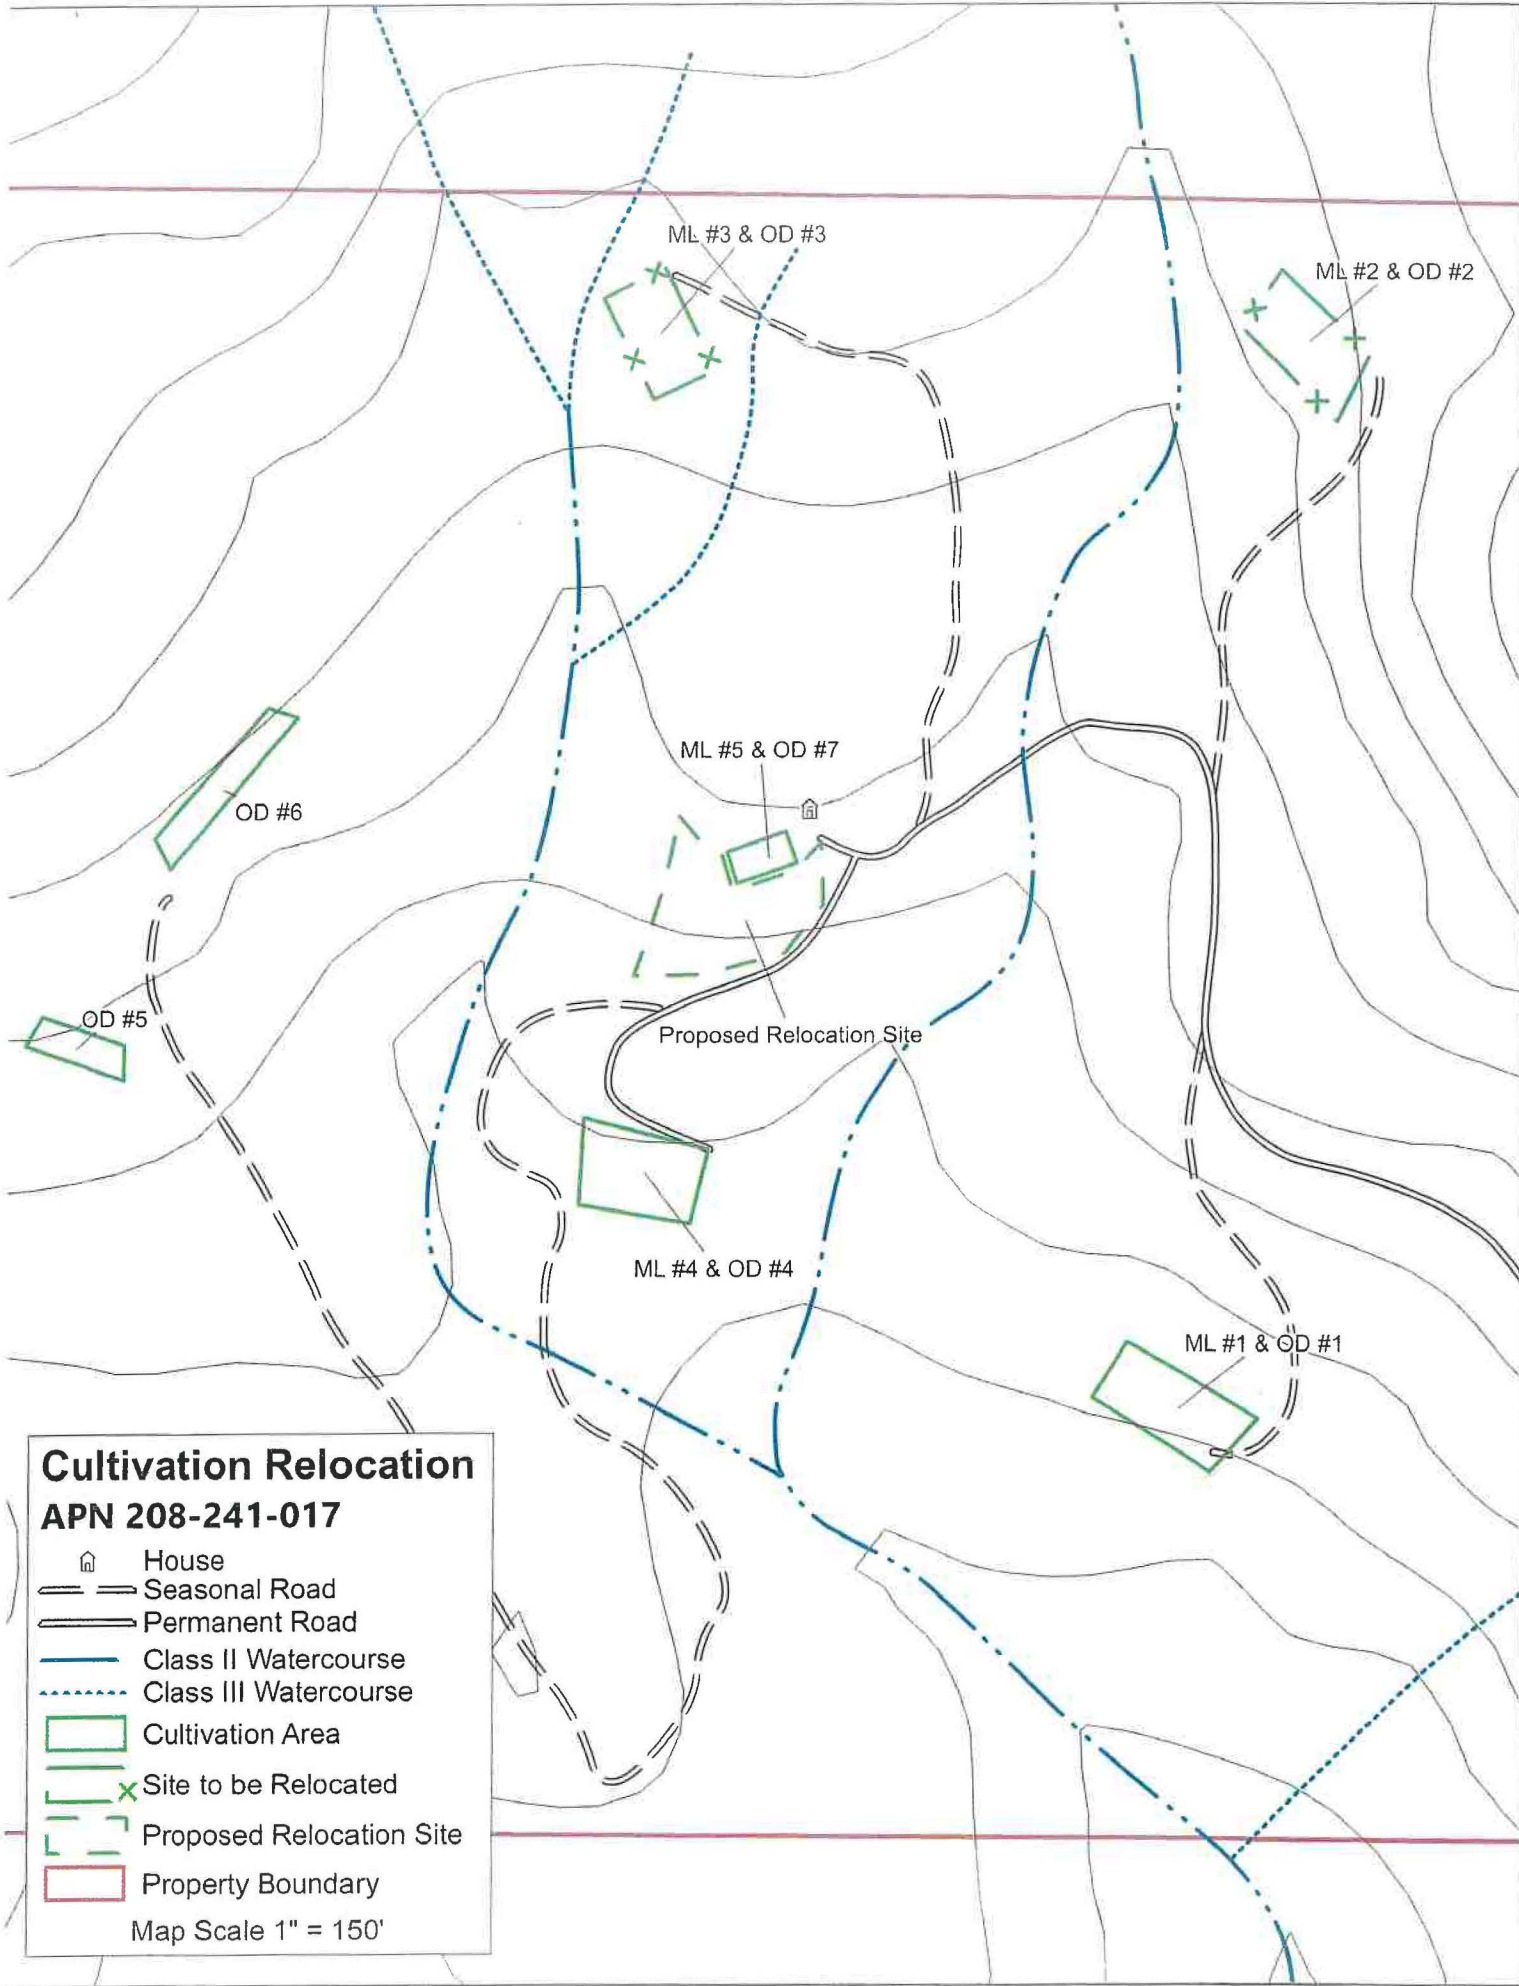 ML #3 & OD #3
ML #2 & OD #2
ML #5 & OD #7
OD #6
OD #5
Proposed Relocation Site
ML #4 & OD #4
ML #1 & OD #1
Cultivation Relocation
APN 208-241-017
House
Seasonal Road
Permanent Road
Class II Watercourse
Class III Watercourse
Cultivation Area
Site to be Relocated
Proposed Relocation Site
Property Boundary
Map Scale 1" = 150'